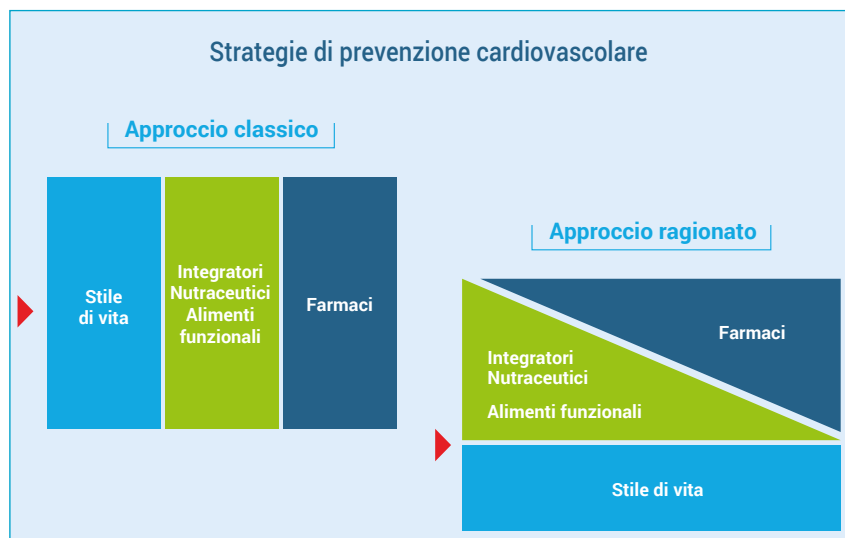 Strategie di prevenzione cardiovascolare
Approccio classico
Stile
di vita
Integratori
Nutraceutici
Alimenti
funzionali
Farmaci
Approccio ragionato
Farmaci
Integratori
Nutraceutici
Alimenti funzionali
Stile di vita